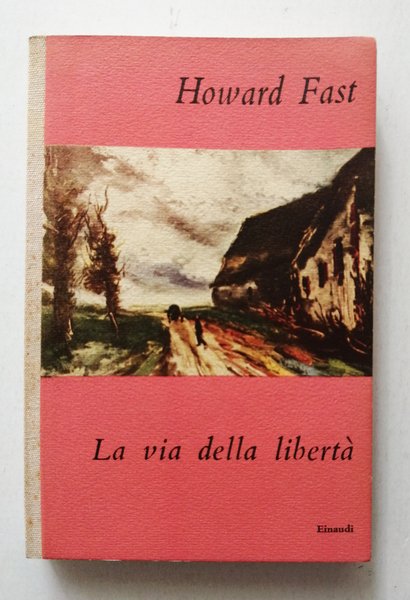 Howard Fast
La via della libertà
Einaudi